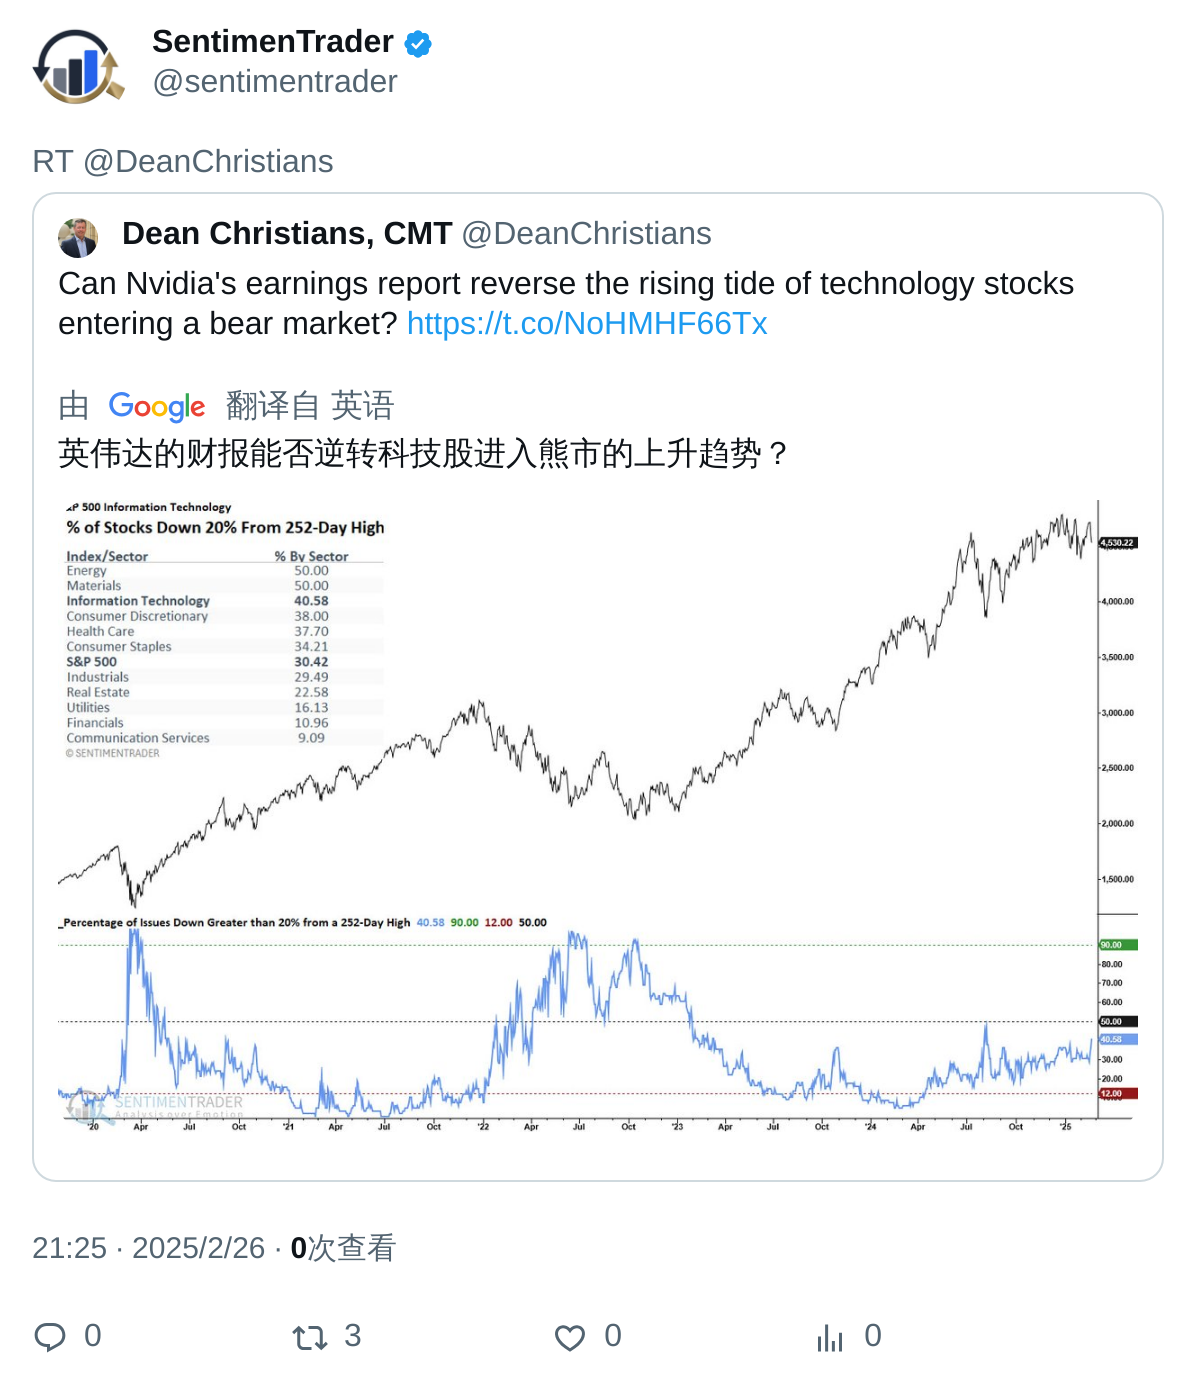 SentimenTrader
@sentimentrader
RT @DeanChristians
Dean Christians, CMT @DeanChristians
Can Nvidia's earnings report reverse the rising tide of technology stocks
entering a bear market? https://t.co/NoHMHF66Tx
由 Google 翻译自 英语
英伟达的财报能否逆转科技股进入熊市的上升趋势？
P 500 Information Technology
% of Stocks Down 20% From 252-Day High
Index/Sector % By Sector
Energy 50.00
Materials 50.00
Information Technology 40.58
Consumer Discretionary 38.00
Health Care 37.70
Consumer Staples 34.21
S&P 500 30.42
Industrials 29.49
Real Estate 22.58
Utilities 16.13
Financials 10.96
Communication Services 9.09
© SENTIMENTRADER
4,530.22
4,000.00
3,500.00
3,000.00
2,500.00
2,000.00
1,500.00
_Percentage of Issues Down Greater than 20% from a 252-Day High 40.58 90.00 12.00 50.00
90.00
80.00
70.00
60.00
50.00
40.58
30.00
20.00
12.00
SENTIMENTRADER
Analysis over Emotion
'20 Apr Jul Oct '21 Apr Jul Oct '22 Apr Jul Oct '23 Apr Jul Oct '24 Apr Jul Oct '25
21:25 · 2025/2/26 · 0次查看
0 3 0 0